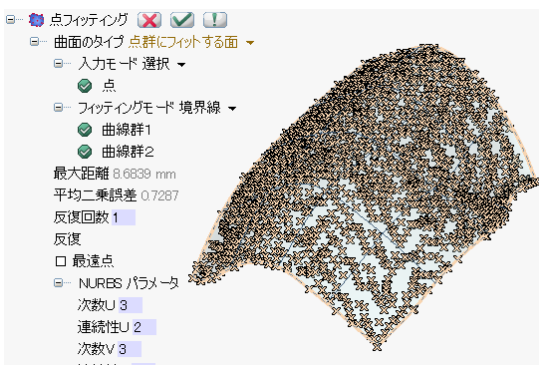 点フィッティング
曲面のタイプ 点群にフィットする面
入力モード 選択
点
フィッティングモード 境界線
曲線群1
曲線群2
最大距離 8.6839 mm
平均二乗誤差 0.7287
反復回数 1
反復
最遠点
NURBS パラメータ
次数U 3
連続性U 2
次数V 3